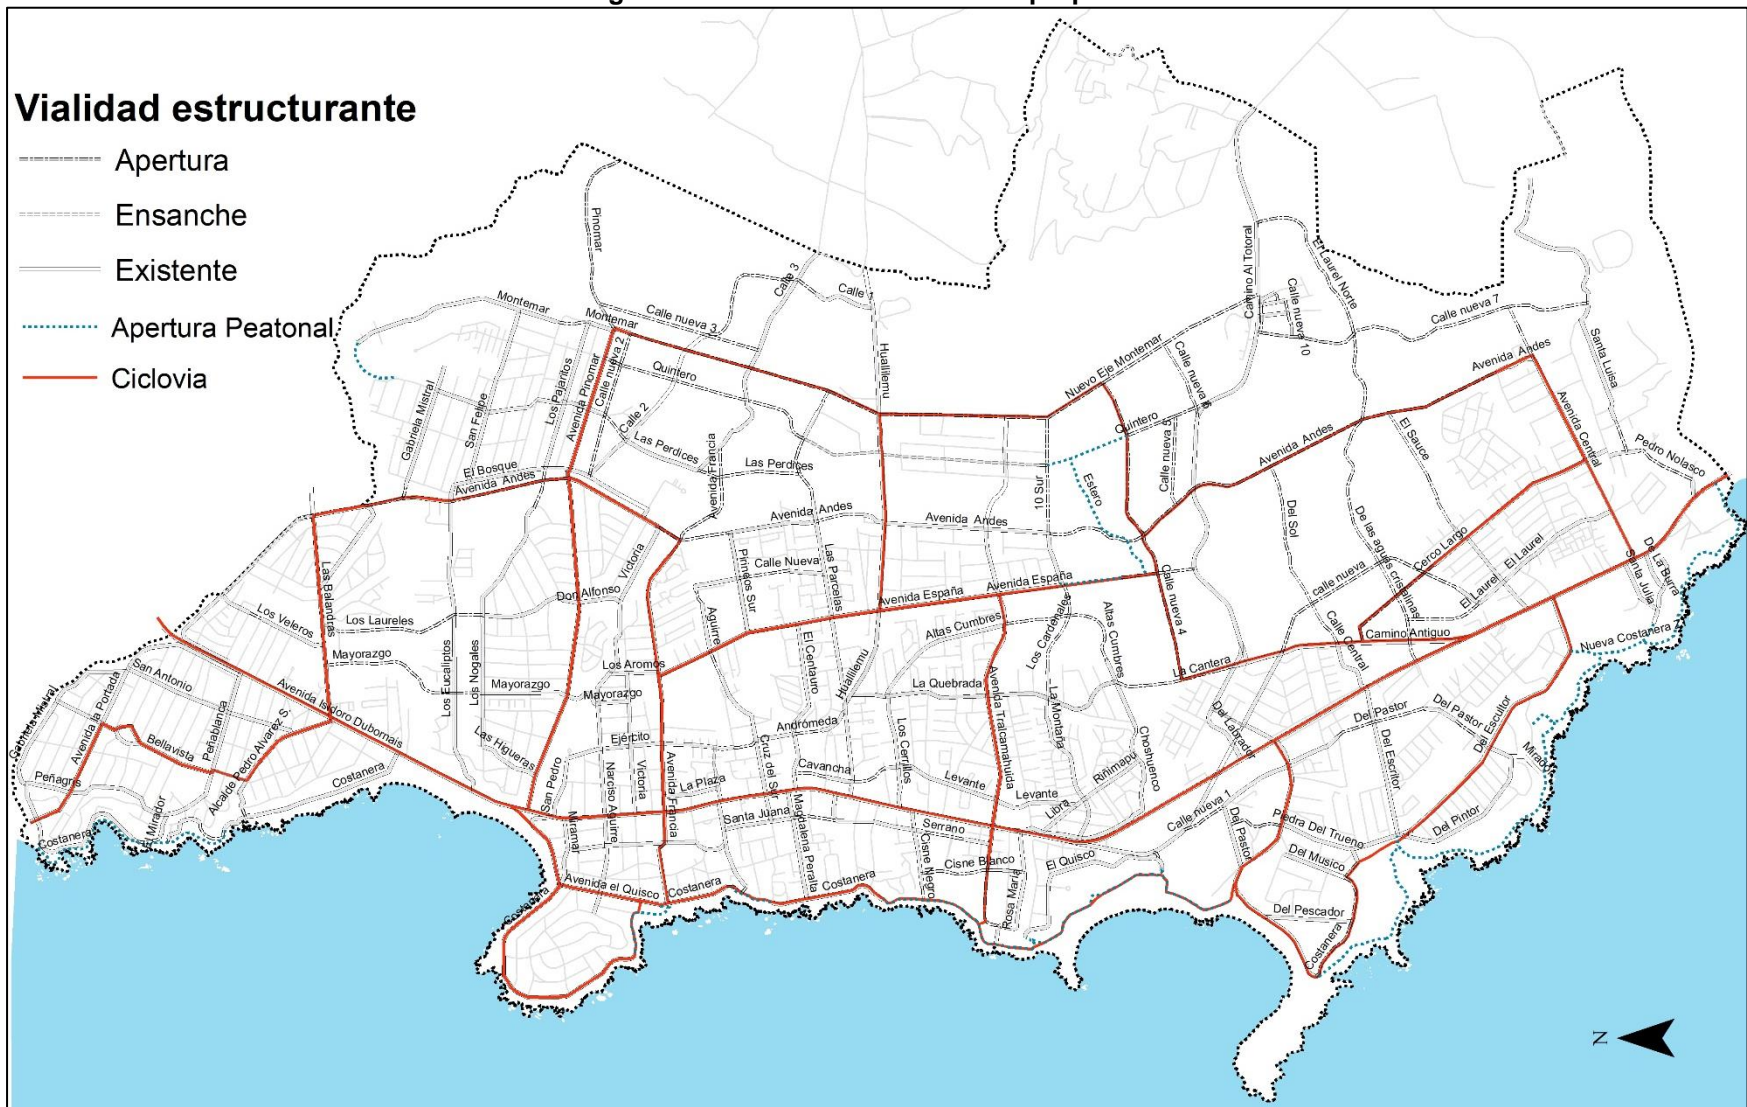 Vialidad estructurante
Apertura
Ensanche
Existente
Apertura Peatonal
Ciclovia
Pinomar
Montemar
Montemar
Calle nueva 3
Calle 3
Calle 1
Huallilemu
Camino Al Totoral
El Laurel Norte
Calle nueva 10
Calle nueva 7
Nuevo Eje Montemar
Santa Luisa
Avenida Andes
Gabriela Mistral
San Felipe
Los Pajaritos
Avenida Pinomar
Calle nueva 2
Calle 2
Quintero
Las Perdices
Avenida Francia
Las Perdices
Quintero
Calle nueva 6
Calle nueva 5
Avenida Andes
El Sauce
Avenida Central
Pedro Nolasco
El Bosque
Avenida Andes
Avenida Andes
Avenida Andes
10 Sur
Estero
Del Sol
De las aguas cristalinas
Cerco Largo
El Laurel
El Laurel
De La Burra
Santa Julia
Las Balandras
Los Veleros
Los Laureles
Don Alfonso
Victoria
Pirineos Sur
Calle Nueva
Las Parcelas
Avenida España
Avenida España
Calle nueva 4
calle nueva
Calle Central
Camino Antiguo
Nueva Costanera 2
Mayorazgo
San Antonio
Avenida la Portada
Gabriela Mistral
Avenida Isidoro Dubornais
Los Eucaliptos
Los Nogales
Mayorazgo
Los Aromos
Mayorazgo
Aguirre
El Centauro
Huallilemu
Altas Cumbres
Los Cardenales
Altas Cumbres
La Cantera
La Quebrada
Avenida Tralcamahuida
La Montaña
Del Labrador
Del Pastor
Del Pastor
Del Escultor
Mirador
Bellavista
Peñablanca
Pedro Alvarez S.
Alcalde
Peñagris
Costanera
El Mirador
Costanera
Las Higueras
San Pedro
Ejército
Narciso Aguirre
Victoria
Avenida Francia
La Plaza
Cruz del Sur
Andrómeda
Cavancha
Los Cerrillos
Levante
Levante
Libra
Riñimapu
Choshuenco
Calle nueva 1
Del Escritor
Del Pintor
Miramar
Santa Juana
Magdalena Peralta
Serrano
Cisne Negro
Cisne Blanco
El Quisco
Rosa María
Del Pastor
Piedra Del Trueno
Del Musico
Del Pescador
Costanera
Costanera
Avenida el Quisco
Costanera
Costanera
N